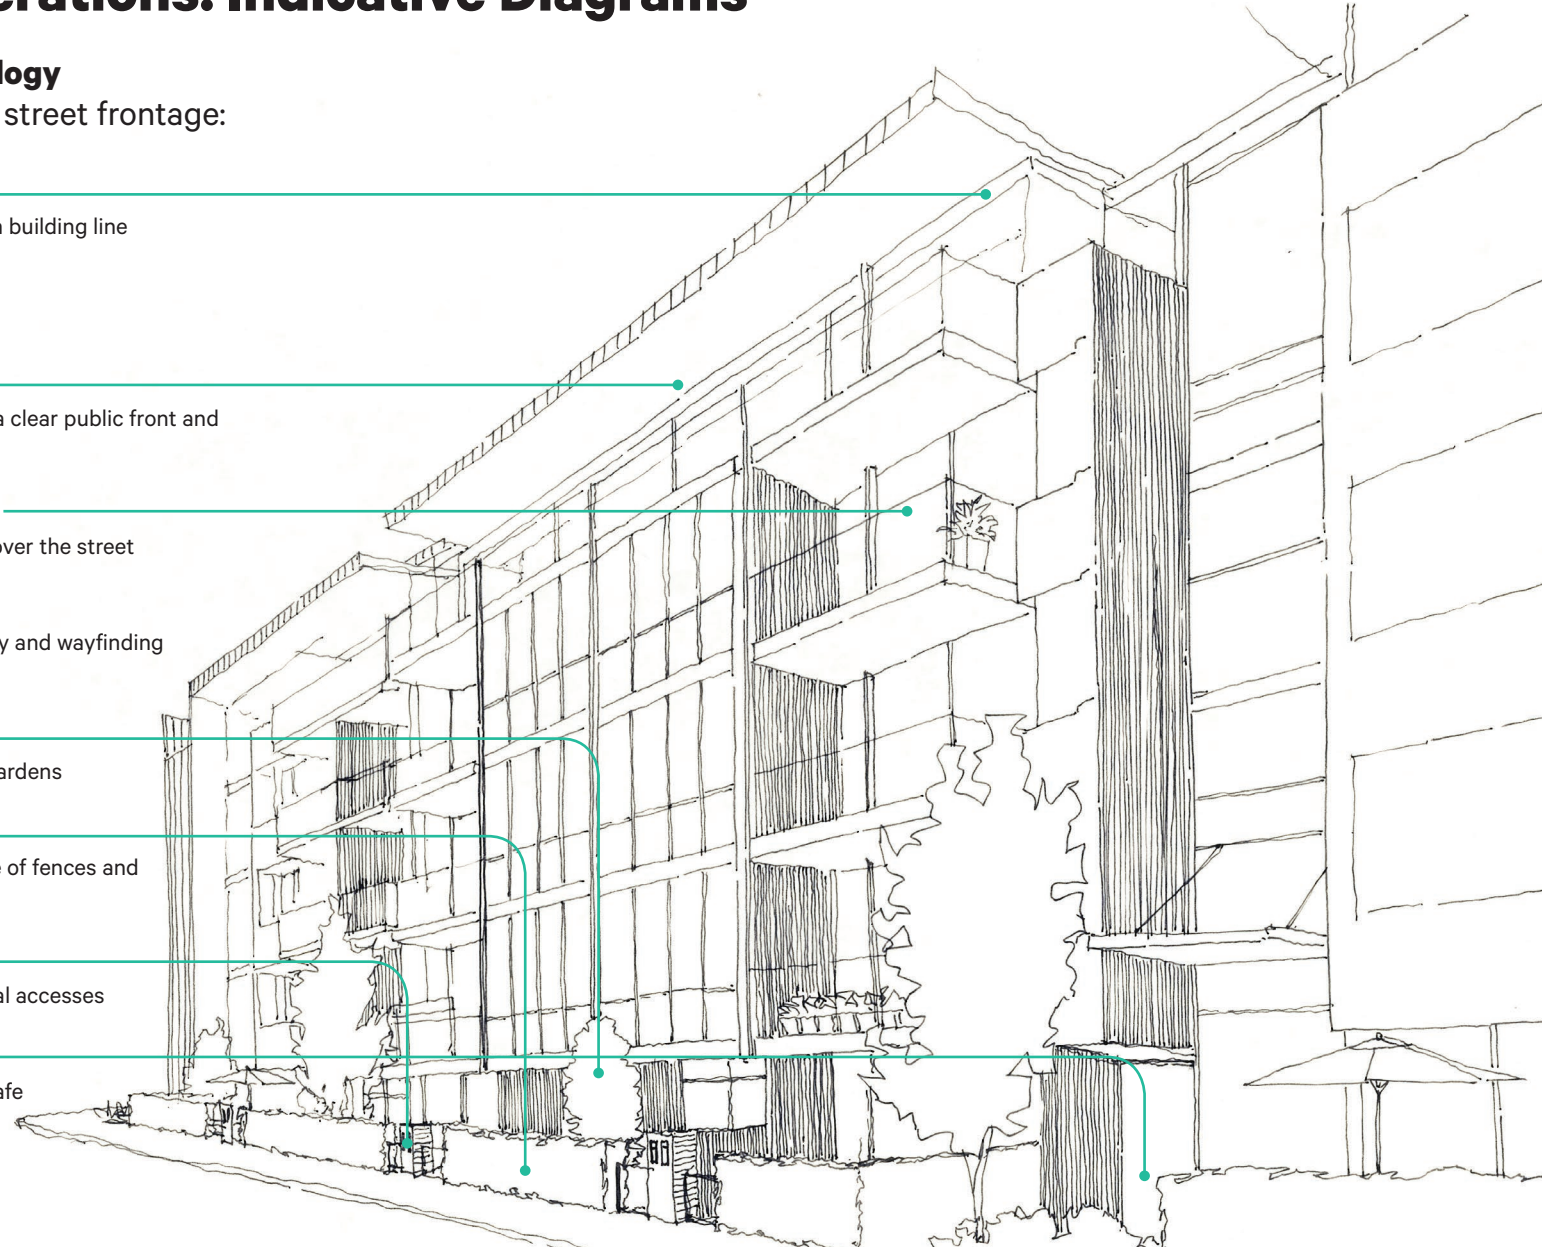 erations: Indicative Diagrams
logy
street frontage:
building line
a clear public front and
over the street
y and wayfinding
ardens
e of fences and
al accesses
afe